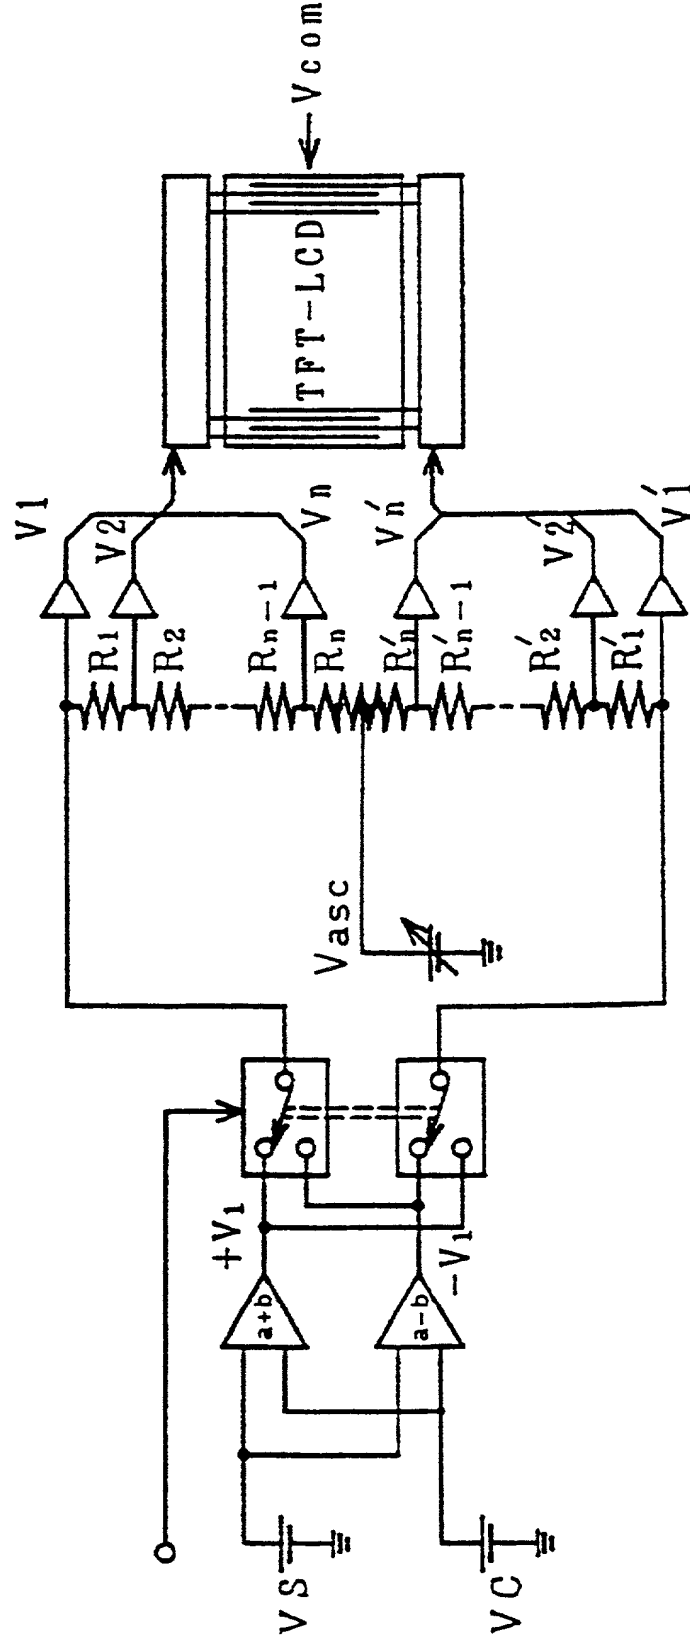 VS
VC
a+b
a−b
+V₁
−V₁
Vasc
R₁
R₂
Rn−1
Rn
R′n
R′n−1
R′2
R′1
V1
V2
Vn
V′n
V′2
V′1
TFT−LCD
Vcom